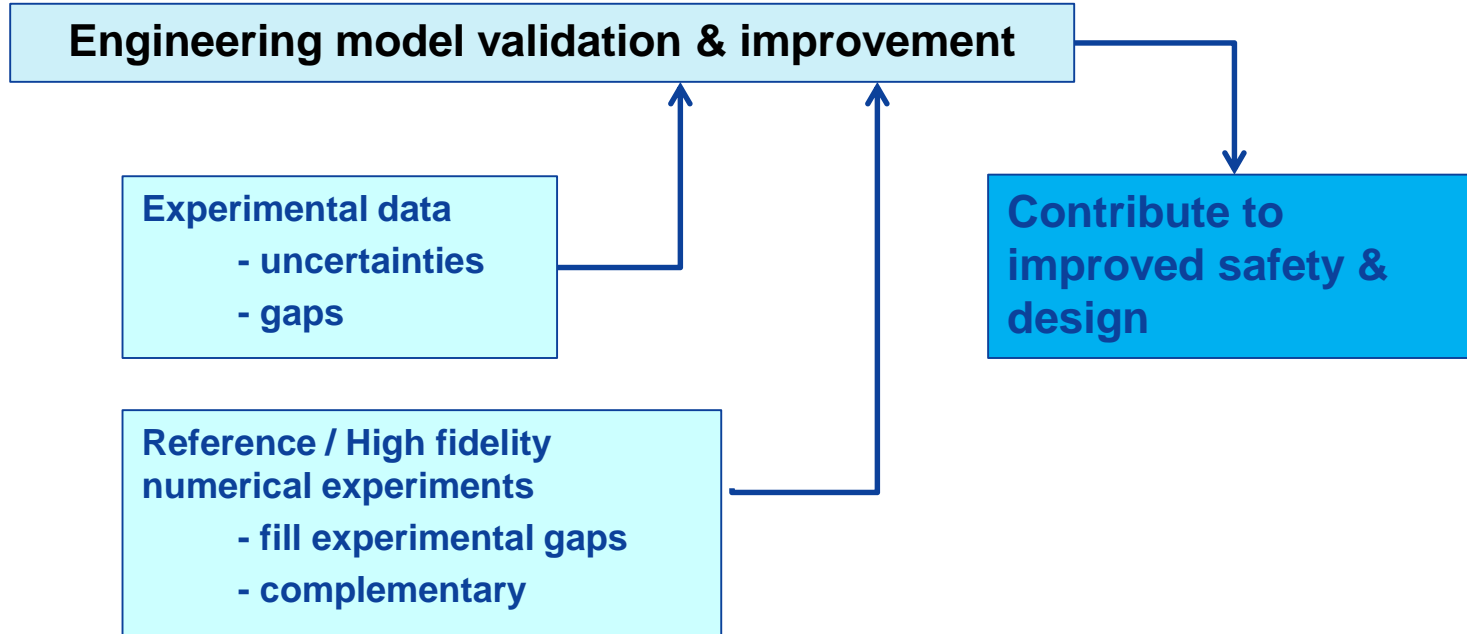 Engineering model validation & improvement
Experimental data
- uncertainties
- gaps
Contribute to
improved safety &
design
Reference / High fidelity
numerical experiments
- fill experimental gaps
- complementary